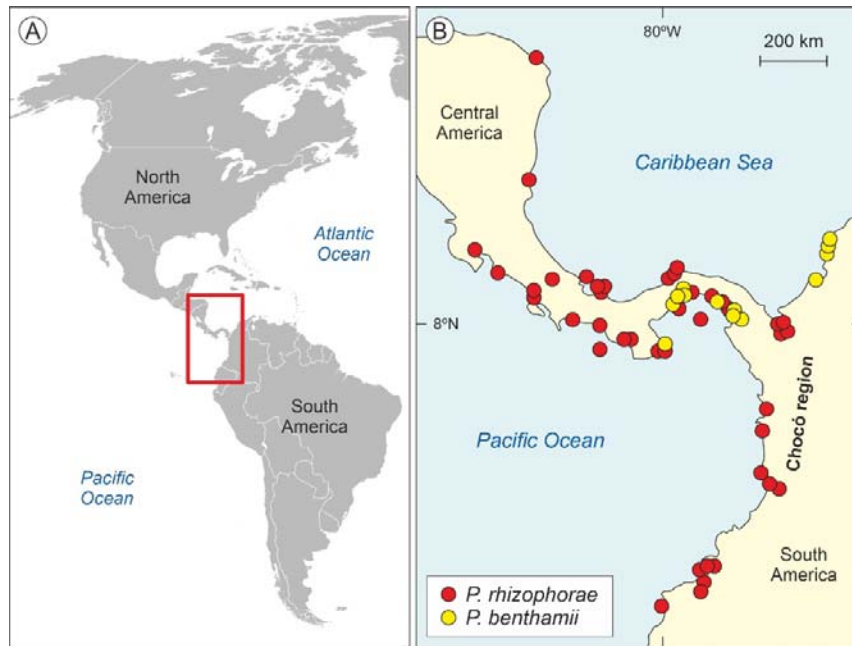 A
North
America
Atlantic
Ocean
South
America
Pacific
Ocean
B
80ºW
200 km
Central
America
Caribbean Sea
8ºN
Chocó region
Pacific Ocean
South
America
P. rhizophorae
P. benthamii